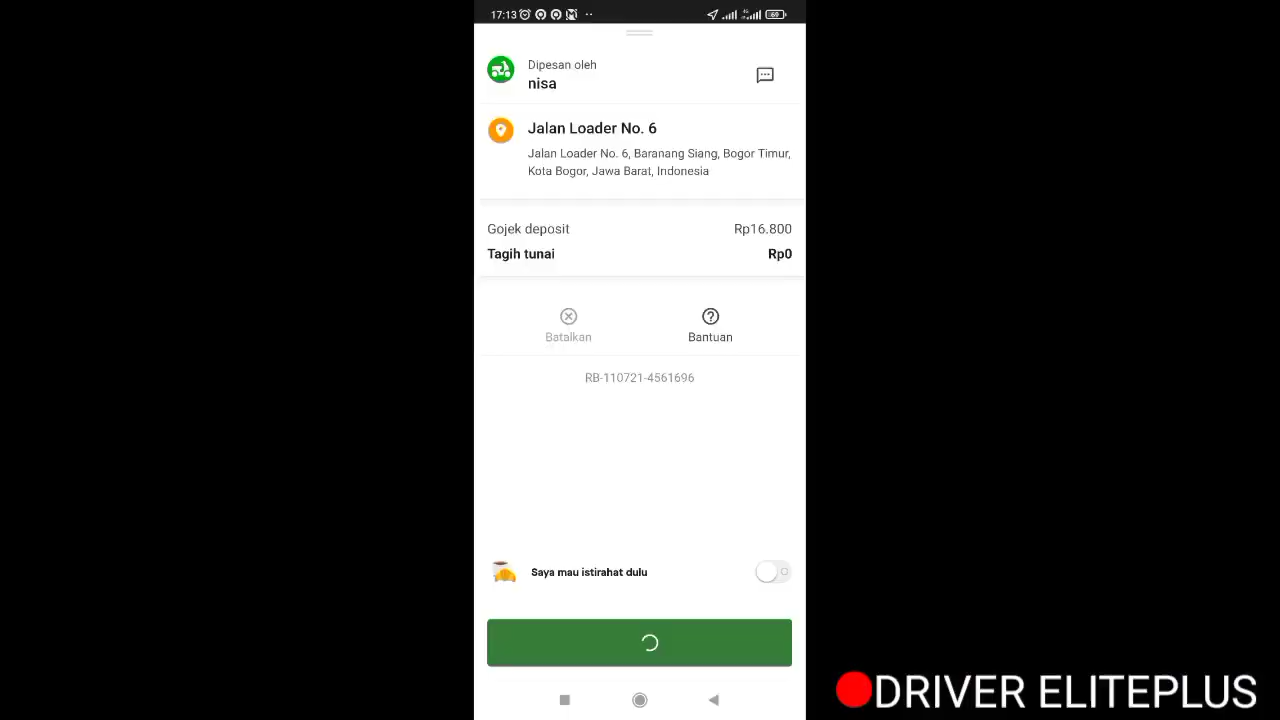 17:13
69
Dipesan oleh
nisa
Jalan Loader No. 6
Jalan Loader No. 6, Baranang Siang, Bogor Timur,
Kota Bogor, Jawa Barat, Indonesia
Gojek deposit Rp16.800
Tagih tunai Rp0
Batalkan Bantuan
RB-110721-4561696
Saya mau istirahat dulu
DRIVER ELITEPLUS